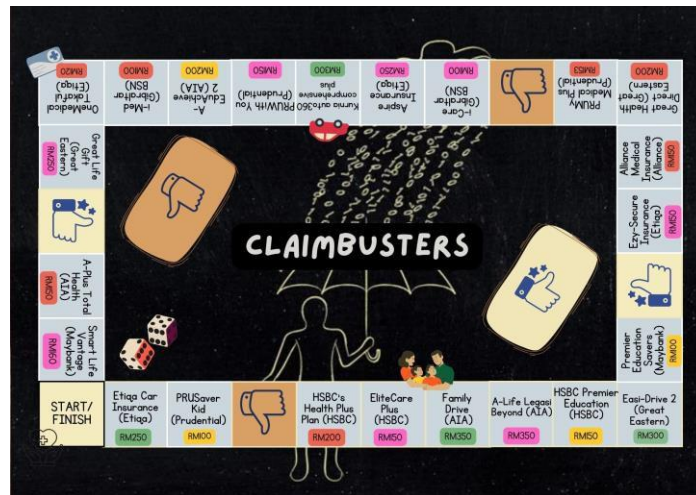 OneMedical
Takaful
(Etiqa)
RM120
i-Med
(Gibraltar
BSN)
RM100
A-
EduAchieve
2 (AIA)
RM200
PRUWith You
(Prudential)
RM150
Kurnia auto360
comprehensive
plus
RM300
Aspire
Insurance
(Etiqa)
RM250
i-Care
(Gibraltar
BSN)
RM100
PRUMy
Medical Plus
(Prudential)
RM153
Great Health
Direct (Great
Eastern)
RM200
Great Life
Gift
(Great
Eastern)
RM250
Alliance
Medical
Insurance
(Alliance)
RM150
Ezy-Secure
Insurance
(Etiqa)
RM150
CLAIMBUSTERS
A-Plus Total
Health
(AIA)
RM150
Smart Life
Vantage
(Maybank)
Premier
Education
Savers
(Maybank)
RM100
START/
FINISH
Etiqa Car
Insurance
(Etiqa)
RM250
PRUSaver
Kid
(Prudential)
RM100
HSBC's
Health Plus
Plan (HSBC)
RM200
EliteCare
Plus
(HSBC)
RM150
Family
Drive
(AIA)
RM350
A-Life Legasi
Beyond (AIA)
RM350
HSBC Premier
Education
(HSBC)
RM150
Easi-Drive 2
(Great
Eastern)
RM300